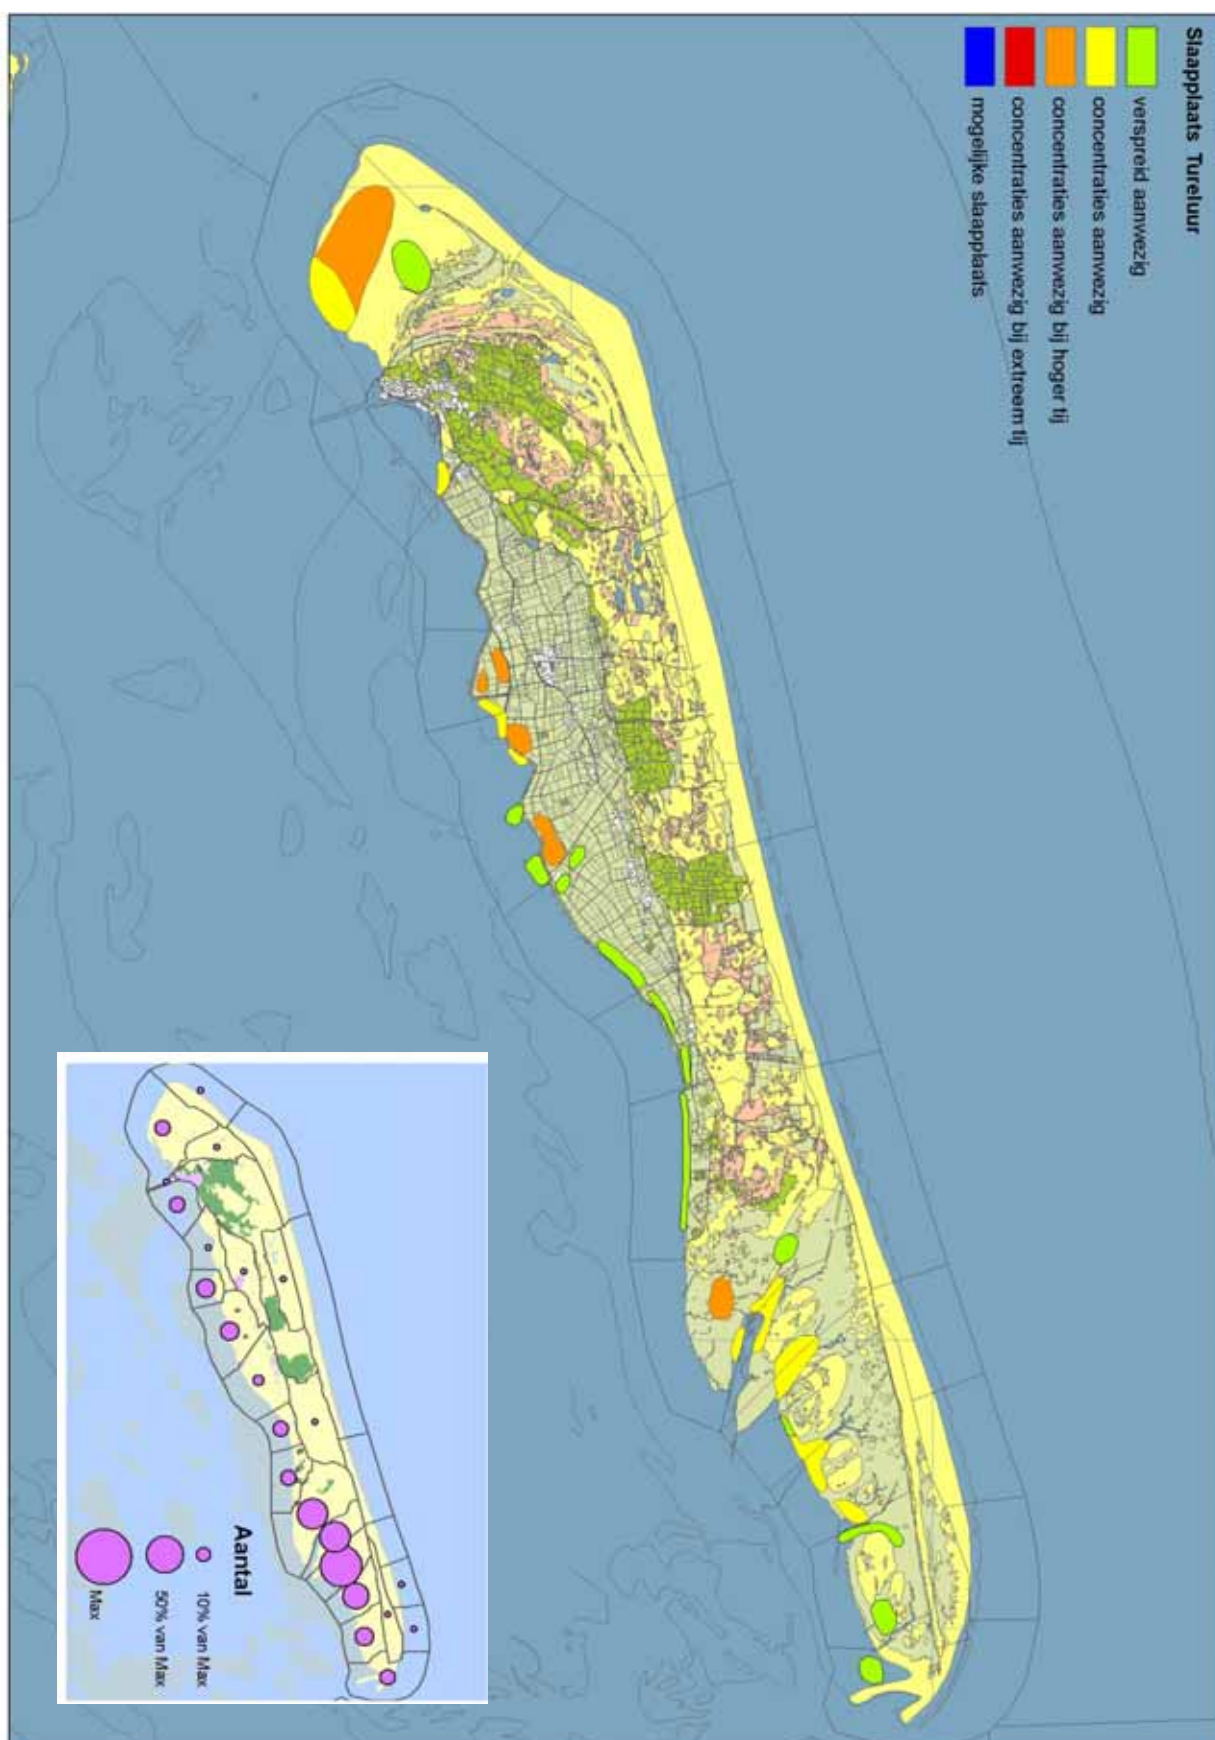 Slaapplaats Tureluur
verspreid aanwezig
concentraties aanwezig
concentraties aanwezig bij hoger tij
concentraties aanwezig bij extreem tij
mogelijke slaapplaats
Aantal
10% van Max
50% van Max
Max